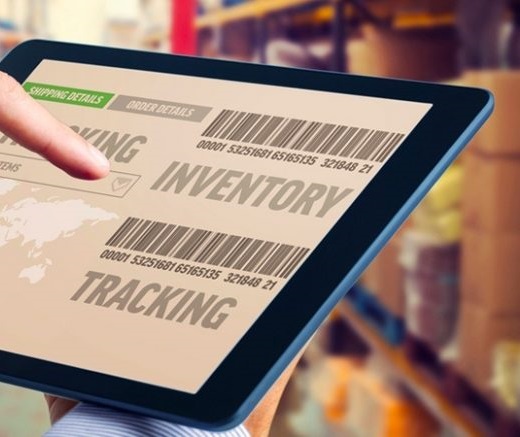 SHIPPING DETAILS
ORDER DETAILS
00001 53251681 65165135 321848 21
INVENTORY
00001 53251681 65165135 321848 21
TRACKING